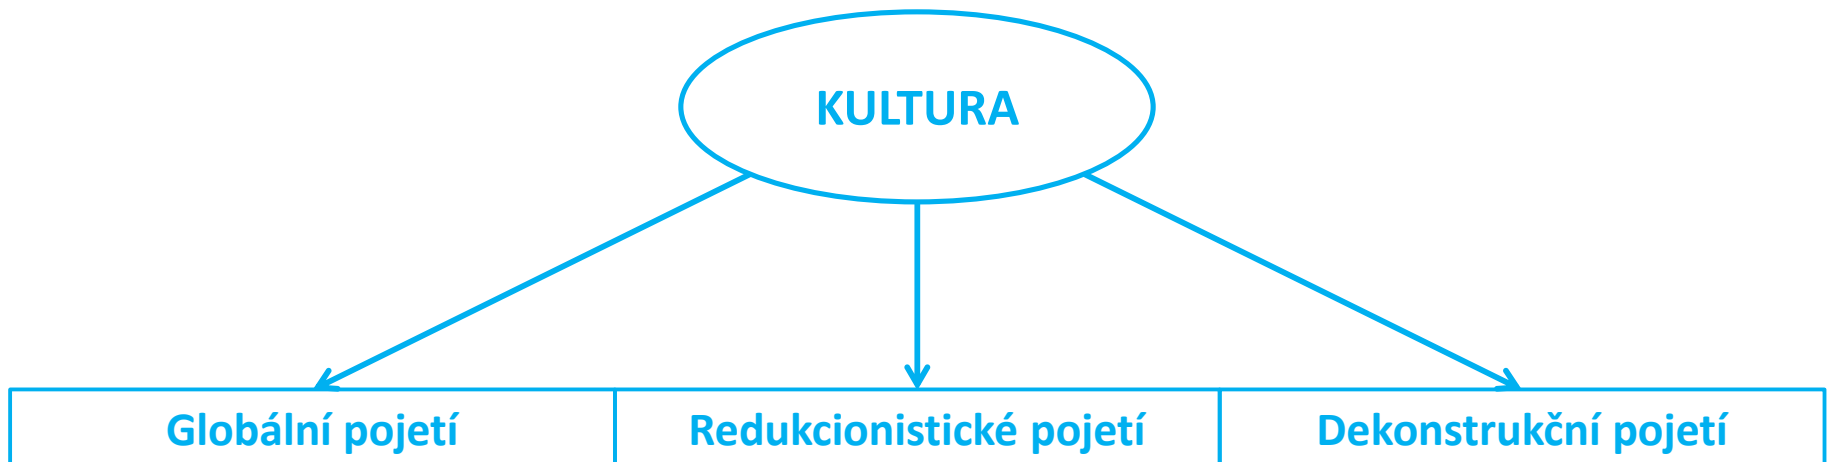 KULTURA
Globální pojetí
Redukcionistické pojetí
Dekonstrukční pojetí